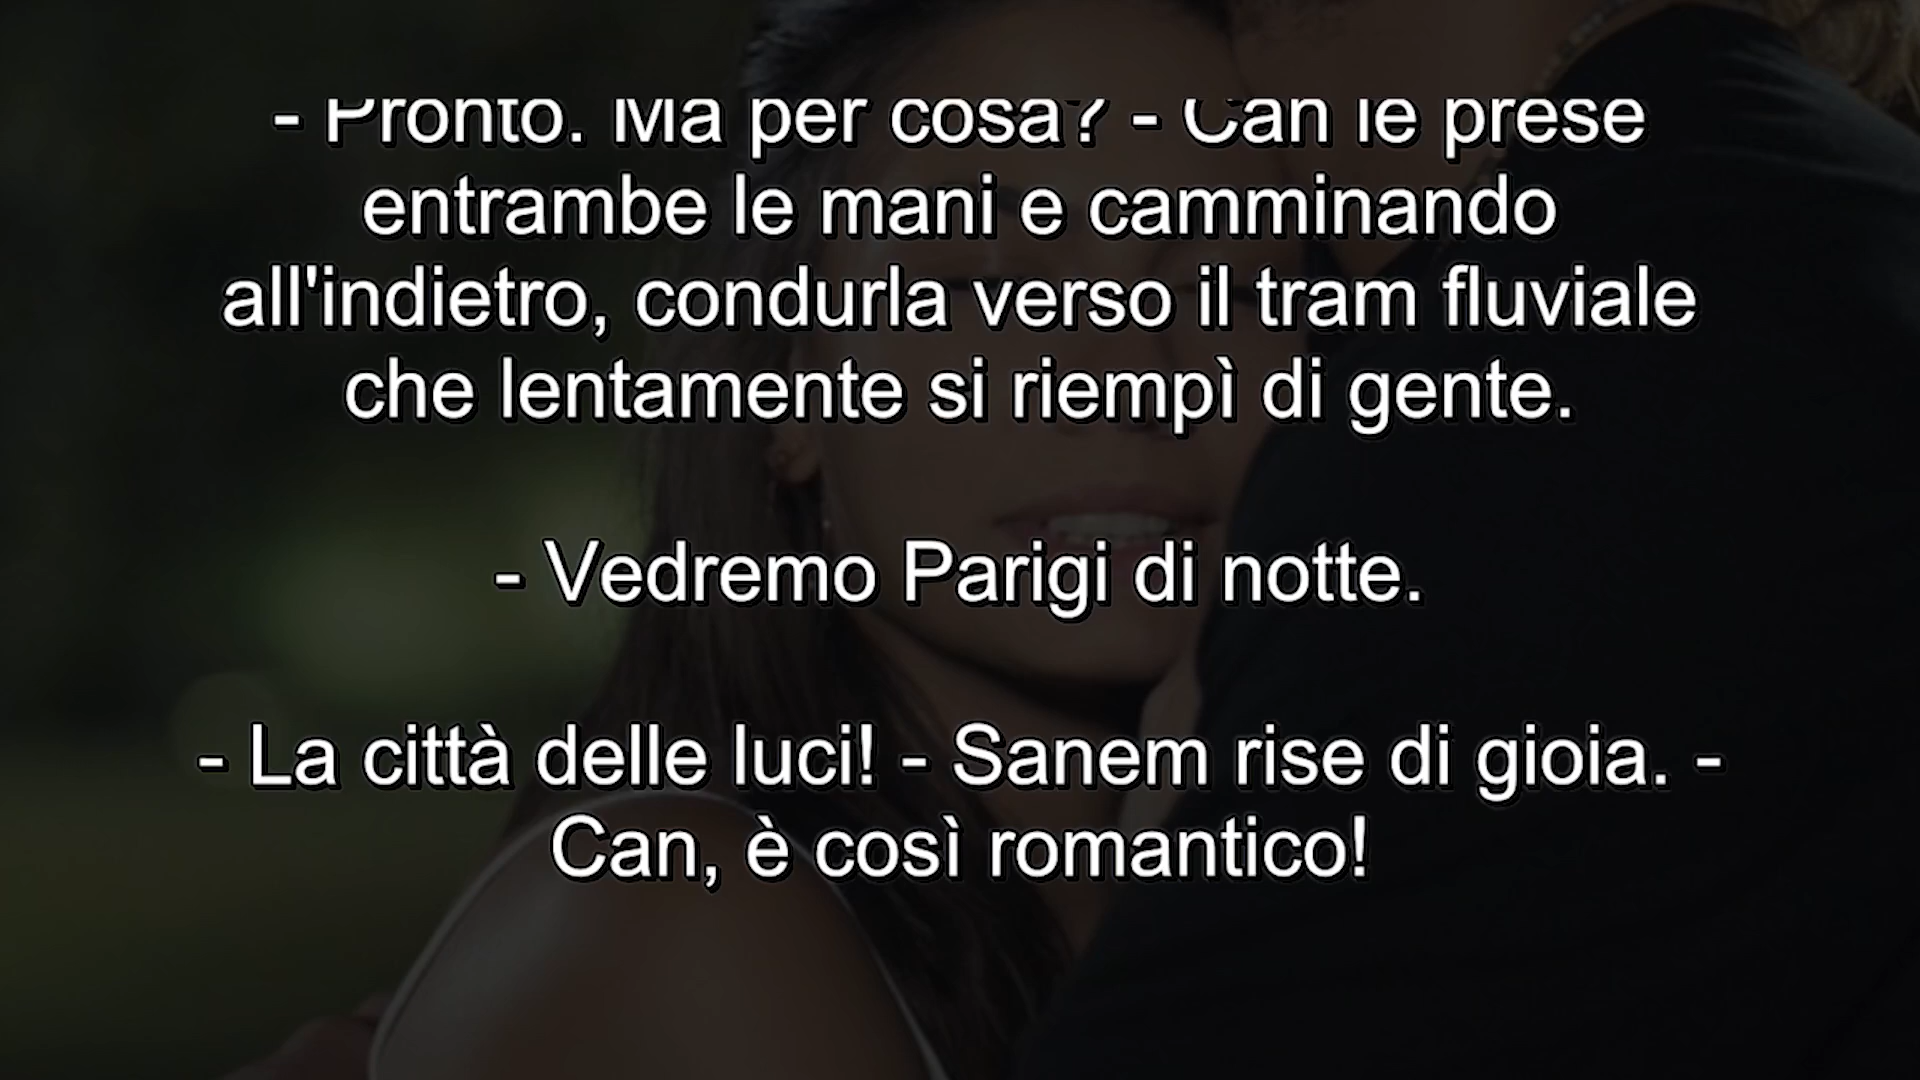 - Pronto. Ma per cosa? - Can le prese
entrambe le mani e camminando
all'indietro, condurla verso il tram fluviale
che lentamente si riempì di gente.
- Vedremo Parigi di notte.
- La città delle luci! - Sanem rise di gioia. -
Can, è così romantico!